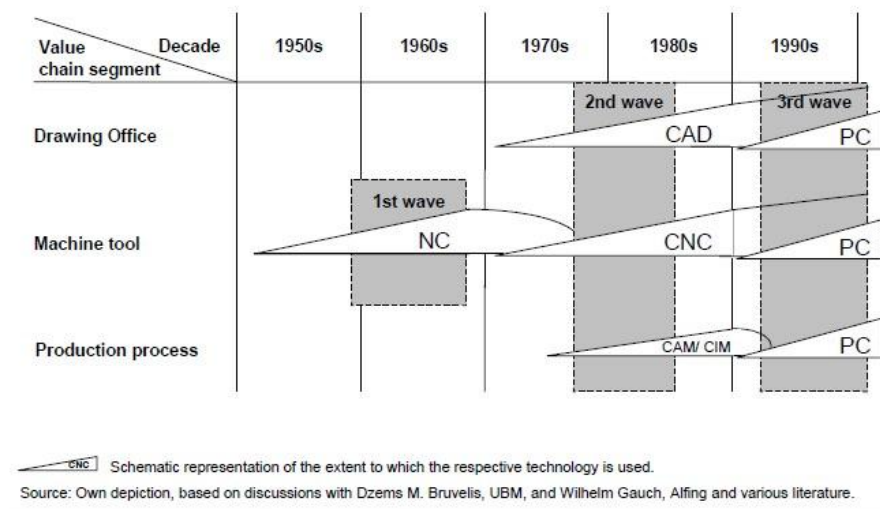 Decade 1950s 1960s 1970s 1980s 1990s
Value
chain segment
2nd wave 3rd wave
Drawing Office CAD PC
1st wave
Machine tool NC CNC PC
Production process CAM/ CIM PC
CNC Schematic representation of the extent to which the respective technology is used.
Source: Own depiction, based on discussions with Dzems M. Bruvelis, UBM, and Wilhelm Gauch, Alfing and various literature.